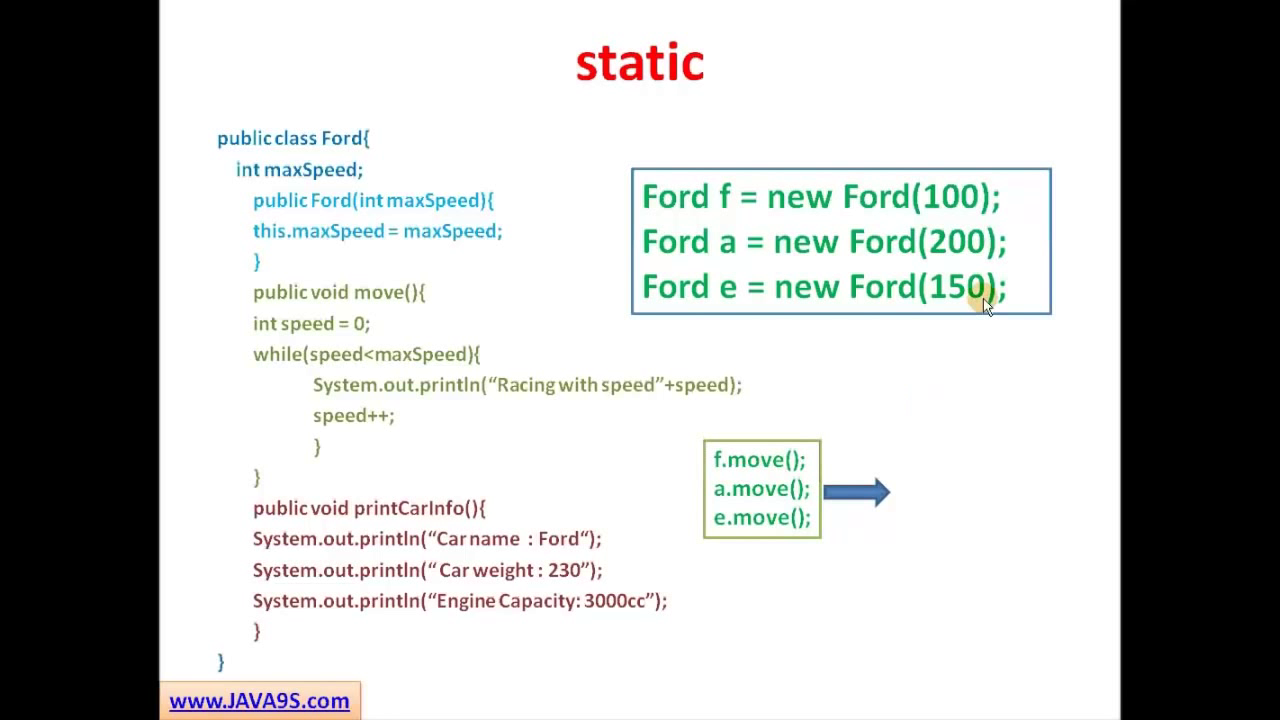 static
public class Ford{
int maxSpeed;
public Ford(int maxSpeed){
this.maxSpeed = maxSpeed;
}
public void move(){
int speed = 0;
while(speed<maxSpeed){
System.out.println(“Racing with speed”+speed);
speed++;
}
}
public void printCarInfo(){
System.out.println(“Car name : Ford“);
System.out.println(“ Car weight : 230”);
System.out.println(“Engine Capacity: 3000cc”);
}
}
Ford f = new Ford(100);
Ford a = new Ford(200);
Ford e = new Ford(150);
f.move();
a.move();
e.move();
www.JAVA9S.com